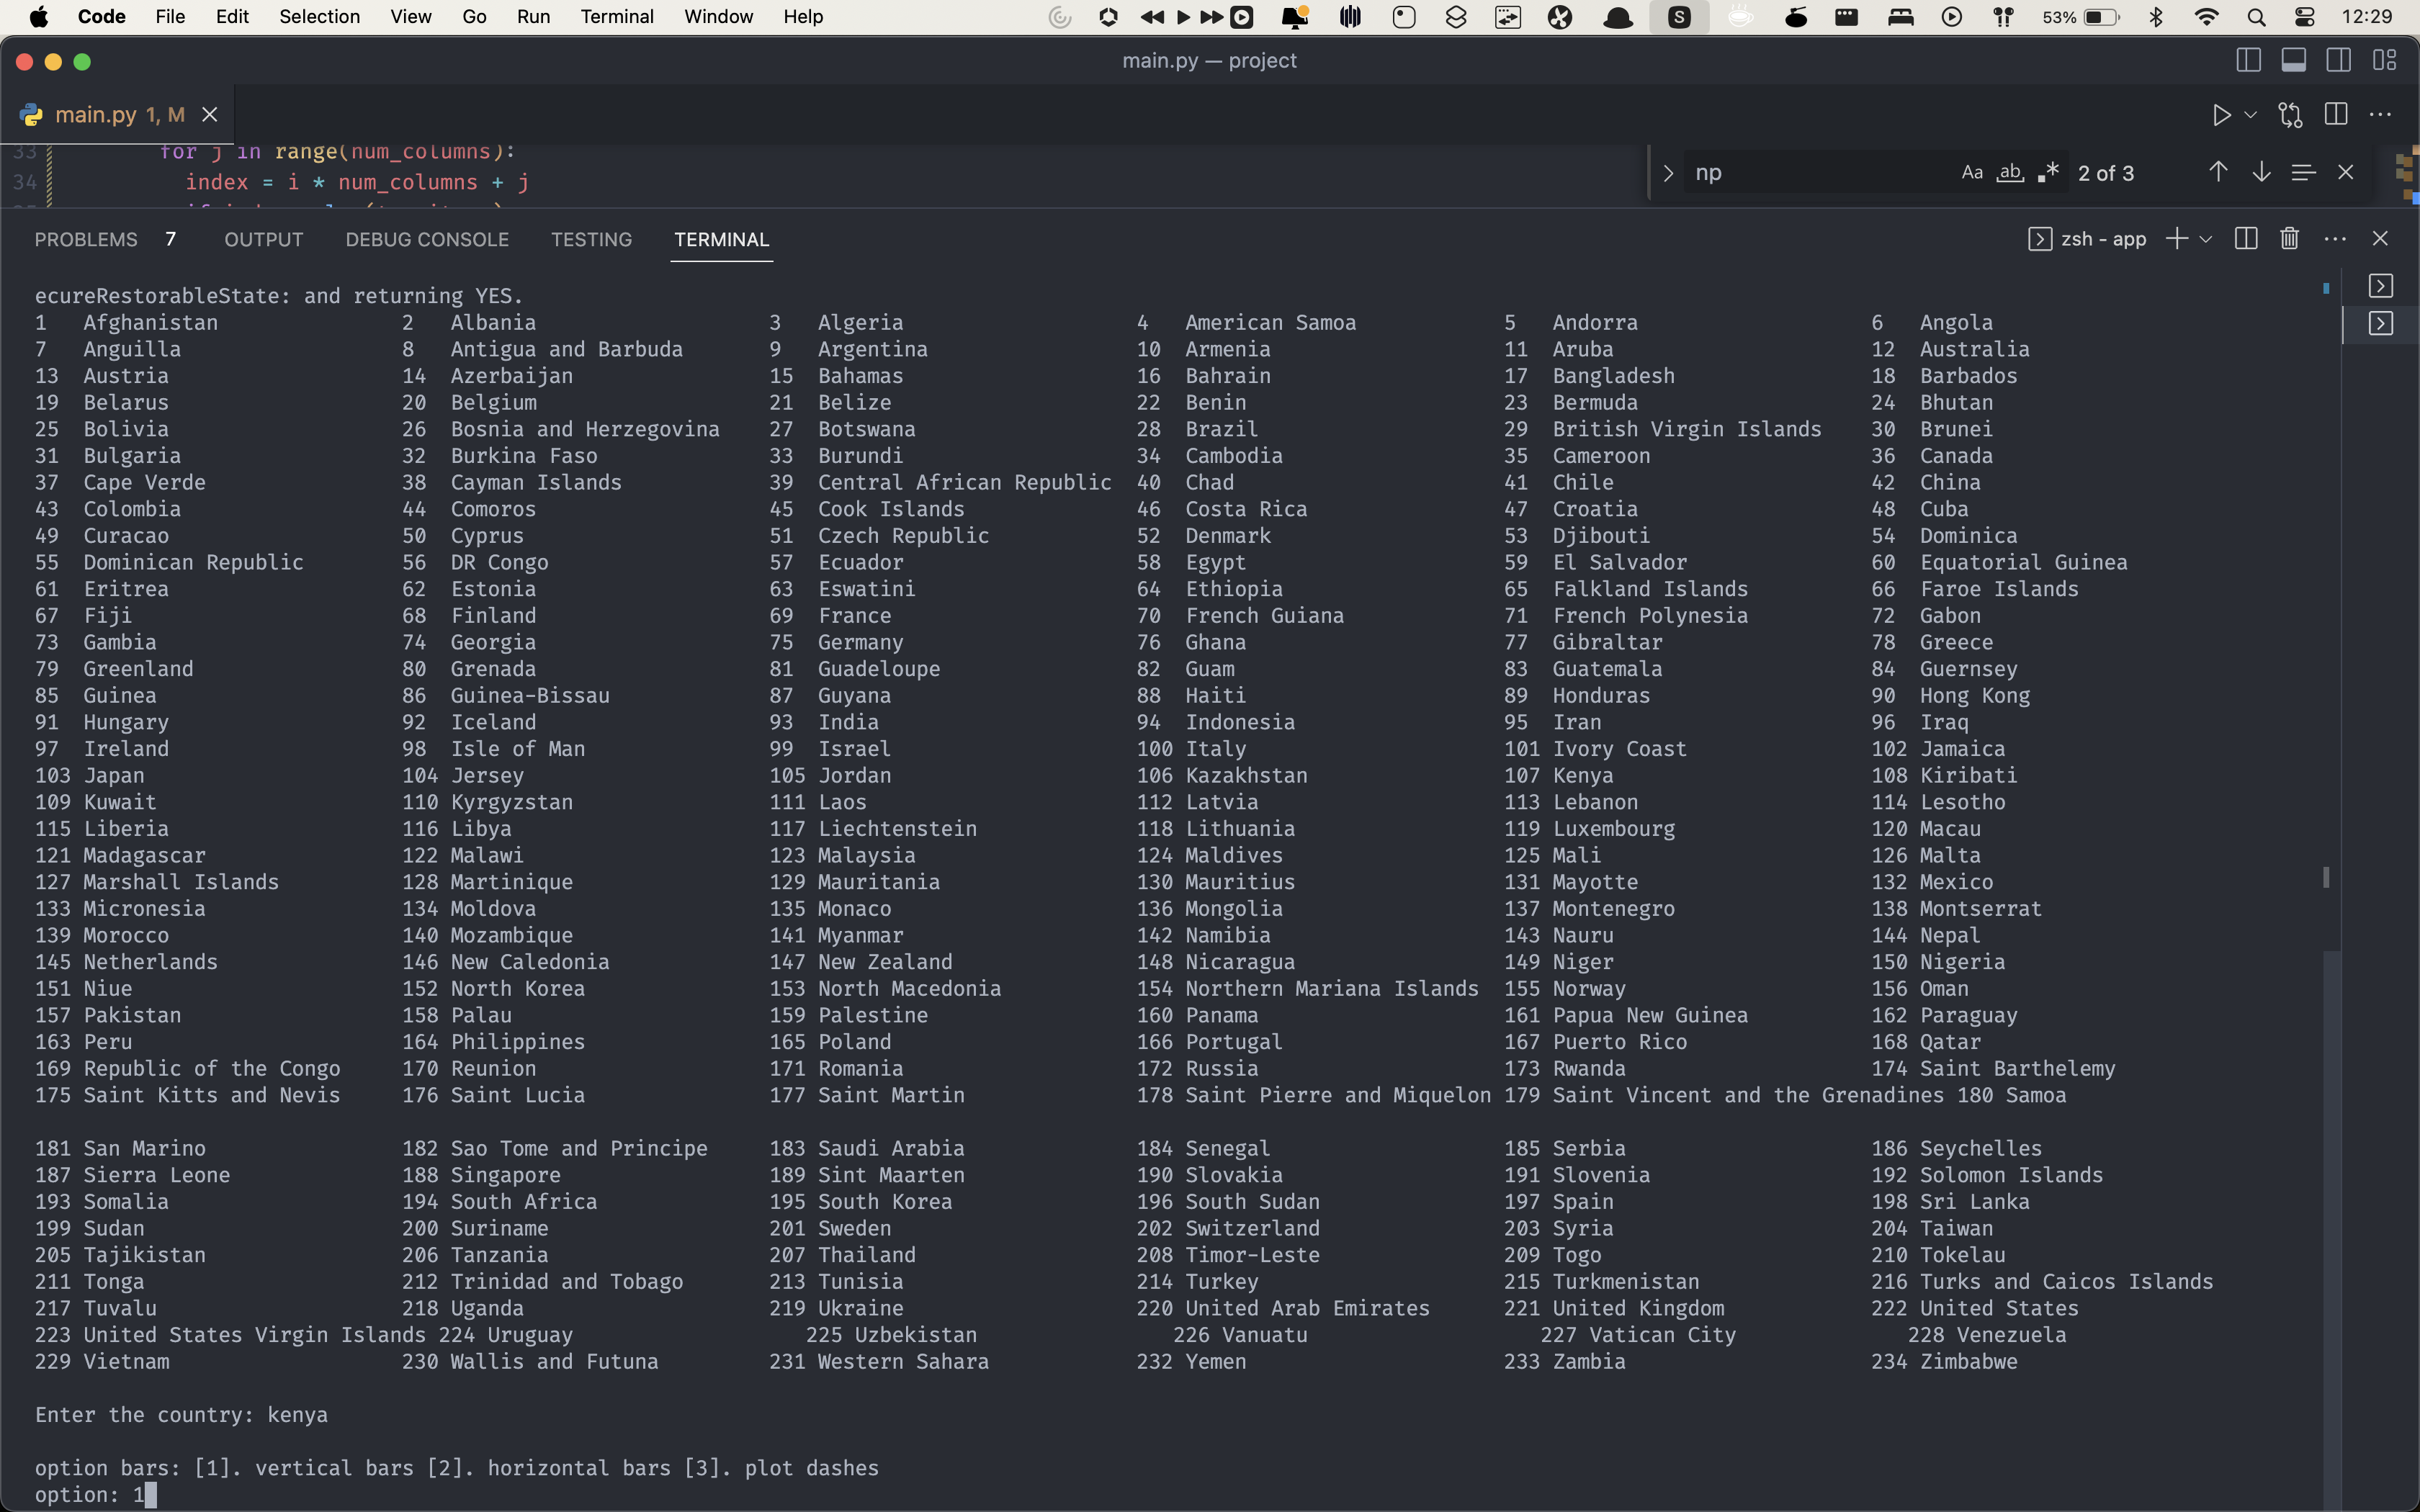 Code File Edit Selection View Go Run Terminal Window Help S 53% 12:29
main.py — project
main.py 1, M
33 for j in range(num_columns):
34 index = i * num_columns + j
np Aa ab 2 of 3
PROBLEMS 7 OUTPUT DEBUG CONSOLE TESTING TERMINAL zsh - app
ecureRestorableState: and returning YES.
1 Afghanistan 2 Albania 3 Algeria 4 American Samoa 5 Andorra 6 Angola
7 Anguilla 8 Antigua and Barbuda 9 Argentina 10 Armenia 11 Aruba 12 Australia
13 Austria 14 Azerbaijan 15 Bahamas 16 Bahrain 17 Bangladesh 18 Barbados
19 Belarus 20 Belgium 21 Belize 22 Benin 23 Bermuda 24 Bhutan
25 Bolivia 26 Bosnia and Herzegovina 27 Botswana 28 Brazil 29 British Virgin Islands 30 Brunei
31 Bulgaria 32 Burkina Faso 33 Burundi 34 Cambodia 35 Cameroon 36 Canada
37 Cape Verde 38 Cayman Islands 39 Central African Republic 40 Chad 41 Chile 42 China
43 Colombia 44 Comoros 45 Cook Islands 46 Costa Rica 47 Croatia 48 Cuba
49 Curacao 50 Cyprus 51 Czech Republic 52 Denmark 53 Djibouti 54 Dominica
55 Dominican Republic 56 DR Congo 57 Ecuador 58 Egypt 59 El Salvador 60 Equatorial Guinea
61 Eritrea 62 Estonia 63 Eswatini 64 Ethiopia 65 Falkland Islands 66 Faroe Islands
67 Fiji 68 Finland 69 France 70 French Guiana 71 French Polynesia 72 Gabon
73 Gambia 74 Georgia 75 Germany 76 Ghana 77 Gibraltar 78 Greece
79 Greenland 80 Grenada 81 Guadeloupe 82 Guam 83 Guatemala 84 Guernsey
85 Guinea 86 Guinea-Bissau 87 Guyana 88 Haiti 89 Honduras 90 Hong Kong
91 Hungary 92 Iceland 93 India 94 Indonesia 95 Iran 96 Iraq
97 Ireland 98 Isle of Man 99 Israel 100 Italy 101 Ivory Coast 102 Jamaica
103 Japan 104 Jersey 105 Jordan 106 Kazakhstan 107 Kenya 108 Kiribati
109 Kuwait 110 Kyrgyzstan 111 Laos 112 Latvia 113 Lebanon 114 Lesotho
115 Liberia 116 Libya 117 Liechtenstein 118 Lithuania 119 Luxembourg 120 Macau
121 Madagascar 122 Malawi 123 Malaysia 124 Maldives 125 Mali 126 Malta
127 Marshall Islands 128 Martinique 129 Mauritania 130 Mauritius 131 Mayotte 132 Mexico
133 Micronesia 134 Moldova 135 Monaco 136 Mongolia 137 Montenegro 138 Montserrat
139 Morocco 140 Mozambique 141 Myanmar 142 Namibia 143 Nauru 144 Nepal
145 Netherlands 146 New Caledonia 147 New Zealand 148 Nicaragua 149 Niger 150 Nigeria
151 Niue 152 North Korea 153 North Macedonia 154 Northern Mariana Islands 155 Norway 156 Oman
157 Pakistan 158 Palau 159 Palestine 160 Panama 161 Papua New Guinea 162 Paraguay
163 Peru 164 Philippines 165 Poland 166 Portugal 167 Puerto Rico 168 Qatar
169 Republic of the Congo 170 Reunion 171 Romania 172 Russia 173 Rwanda 174 Saint Barthelemy
175 Saint Kitts and Nevis 176 Saint Lucia 177 Saint Martin 178 Saint Pierre and Miquelon 179 Saint Vincent and the Grenadines 180 Samoa
181 San Marino 182 Sao Tome and Principe 183 Saudi Arabia 184 Senegal 185 Serbia 186 Seychelles
187 Sierra Leone 188 Singapore 189 Sint Maarten 190 Slovakia 191 Slovenia 192 Solomon Islands
193 Somalia 194 South Africa 195 South Korea 196 South Sudan 197 Spain 198 Sri Lanka
199 Sudan 200 Suriname 201 Sweden 202 Switzerland 203 Syria 204 Taiwan
205 Tajikistan 206 Tanzania 207 Thailand 208 Timor-Leste 209 Togo 210 Tokelau
211 Tonga 212 Trinidad and Tobago 213 Tunisia 214 Turkey 215 Turkmenistan 216 Turks and Caicos Islands
217 Tuvalu 218 Uganda 219 Ukraine 220 United Arab Emirates 221 United Kingdom 222 United States
223 United States Virgin Islands 224 Uruguay 225 Uzbekistan 226 Vanuatu 227 Vatican City 228 Venezuela
229 Vietnam 230 Wallis and Futuna 231 Western Sahara 232 Yemen 233 Zambia 234 Zimbabwe
Enter the country: kenya
option bars: [1]. vertical bars [2]. horizontal bars [3]. plot dashes
option: 1